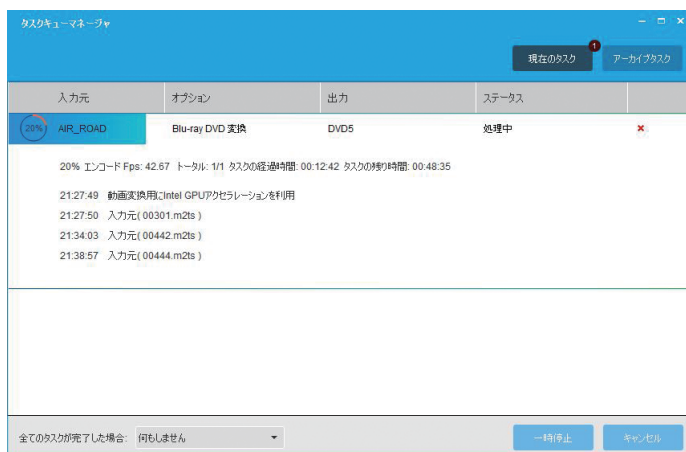 タスクキューマネージャ
1
現在のタスク アーカイブタスク
入力元 オプション 出力 ステータス
20% AIR_ROAD Blu-ray DVD 変換 DVD5 処理中
20% エンコード Fps: 42.67 トータル: 1/1 タスクの経過時間: 00:12:42 タスクの残り時間: 00:48:35
21:27:49 動画変換用にIntel GPUアクセラレーションを利用
21:27:50 入力元( 00301.m2ts )
21:34:03 入力元( 00442.m2ts )
21:38:57 入力元( 00444.m2ts )
全てのタスクが完了した場合: 何もしません 一時停止 キャンセル